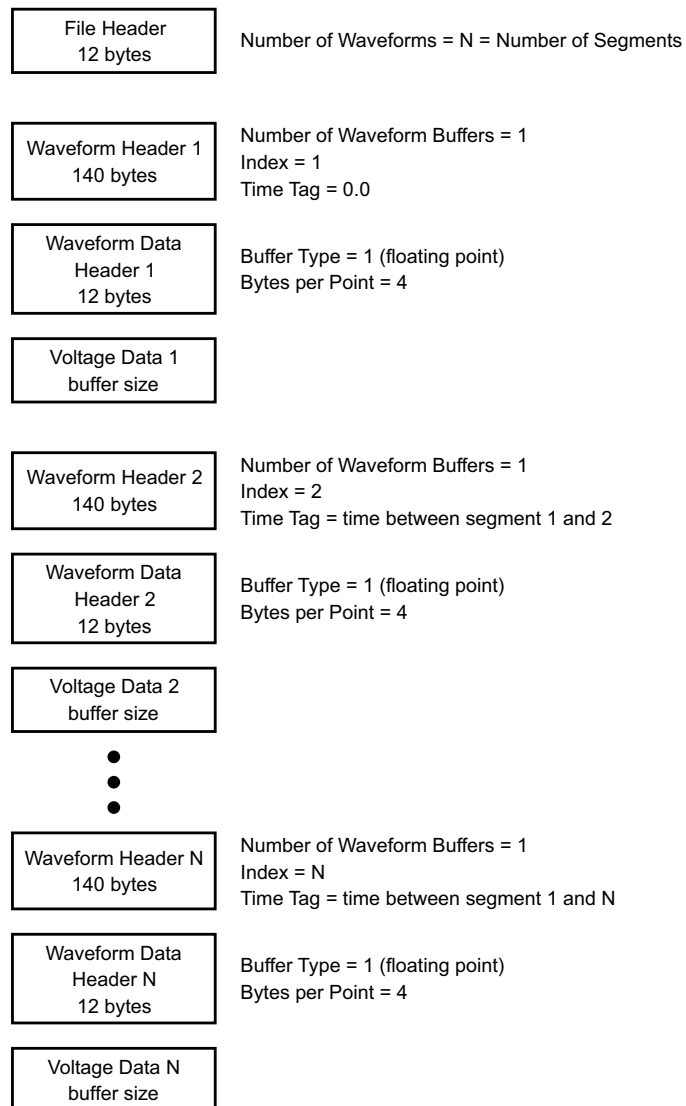 File Header
12 bytes
Number of Waveforms = N = Number of Segments
Waveform Header 1
140 bytes
Number of Waveform Buffers = 1
Index = 1
Time Tag = 0.0
Waveform Data
Header 1
12 bytes
Buffer Type = 1 (floating point)
Bytes per Point = 4
Voltage Data 1
buffer size
Waveform Header 2
140 bytes
Number of Waveform Buffers = 1
Index = 2
Time Tag = time between segment 1 and 2
Waveform Data
Header 2
12 bytes
Buffer Type = 1 (floating point)
Bytes per Point = 4
Voltage Data 2
buffer size
Waveform Header N
140 bytes
Number of Waveform Buffers = 1
Index = N
Time Tag = time between segment 1 and N
Waveform Data
Header N
12 bytes
Buffer Type = 1 (floating point)
Bytes per Point = 4
Voltage Data N
buffer size